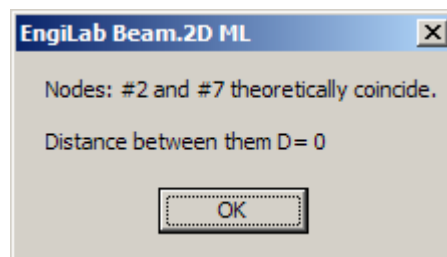 EngiLab Beam.2D ML
Nodes: #2 and #7 theoretically coincide.
Distance between them D= 0
OK